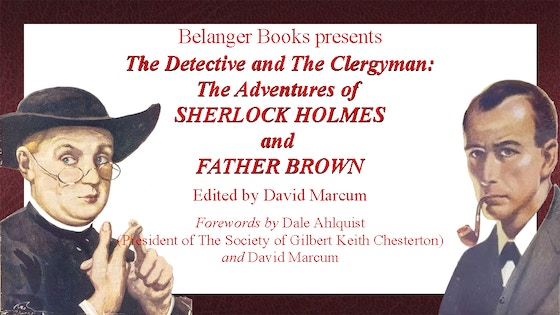 Belanger Books presents
The Detective and The Clergyman:
The Adventures of
SHERLOCK HOLMES
and
FATHER BROWN
Edited by David Marcum
Forewords by Dale Ahlquist
(President of The Society of Gilbert Keith Chesterton)
and David Marcum